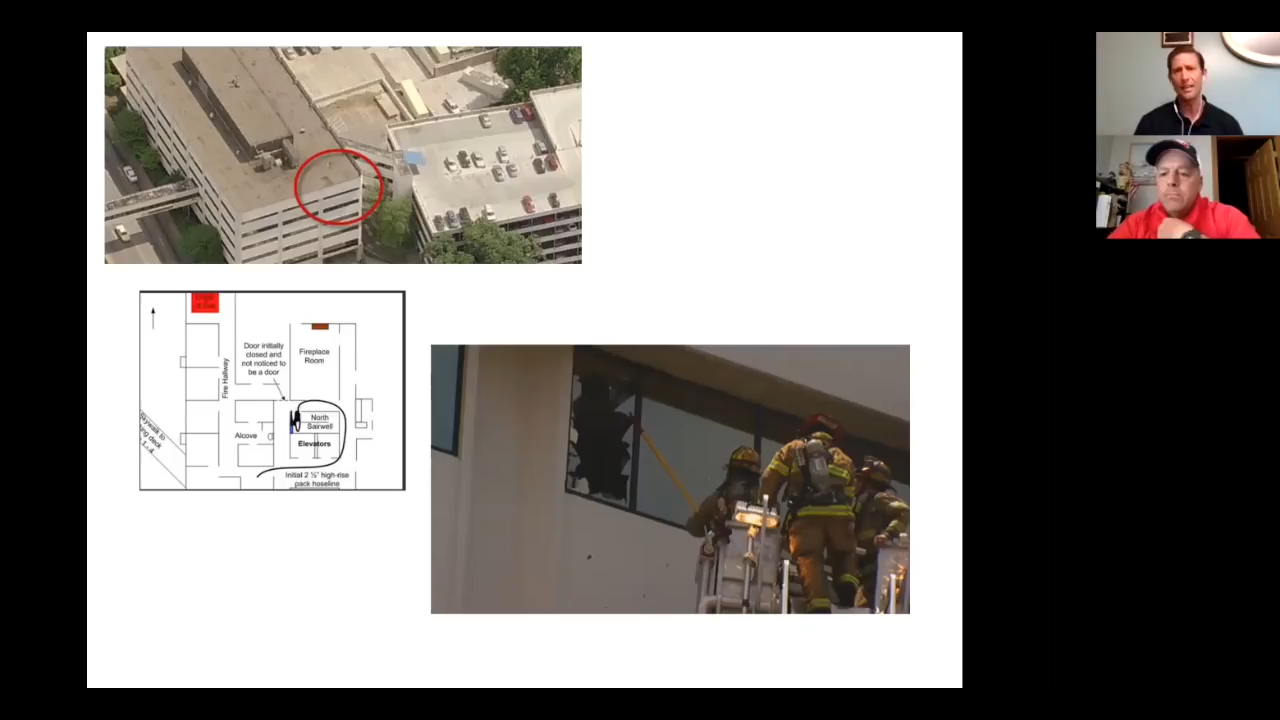 Door initially
closed and
not noticed to
be a door
Fireplace
Room
Fire Hallway
North
Sairwell
Alcove
Elevators
Initial 2 ½" high-rise
pack hoseline